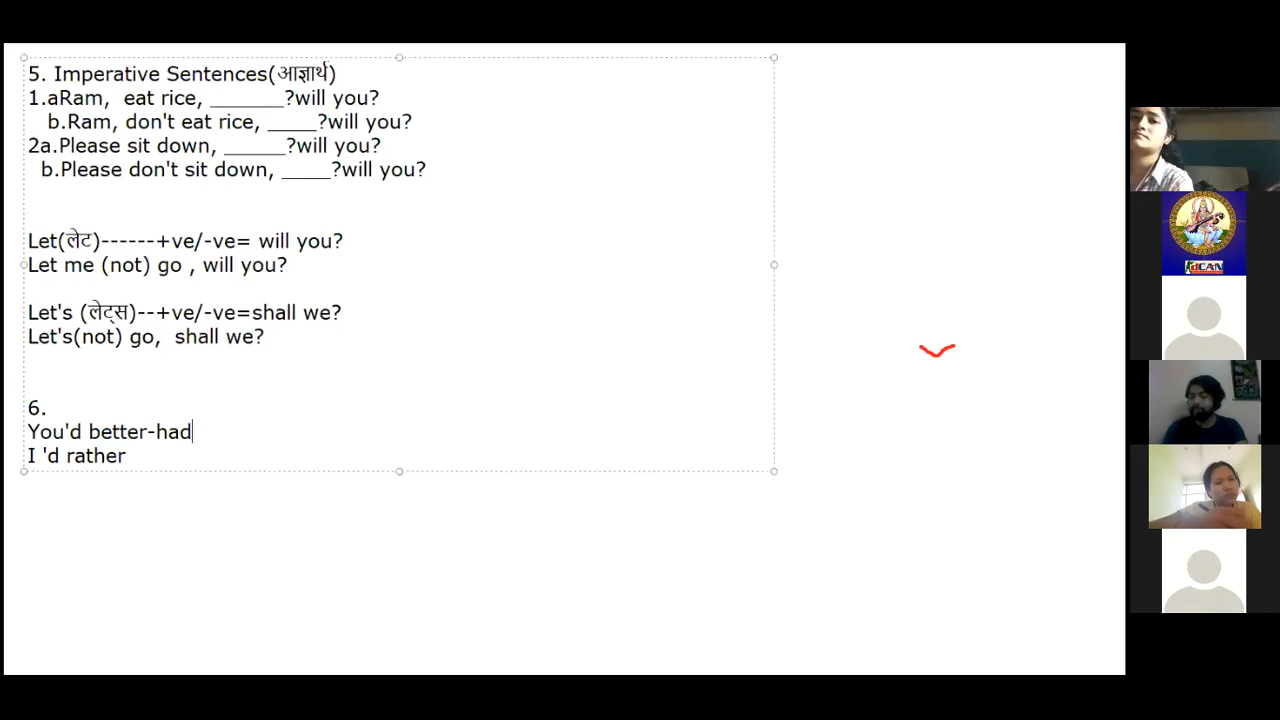 5. Imperative Sentences(आज्ञार्थ)
1.aRam, eat rice, _______?will you?
b.Ram, don't eat rice, _____?will you?
2a.Please sit down, ______?will you?
b.Please don't sit down, _____?will you?
Let(लेट)------+ve/-ve= will you?
Let me (not) go , will you?
Let's (लेट्स)--+ve/-ve=shall we?
Let's(not) go, shall we?
6.
You'd better-had
I 'd rather